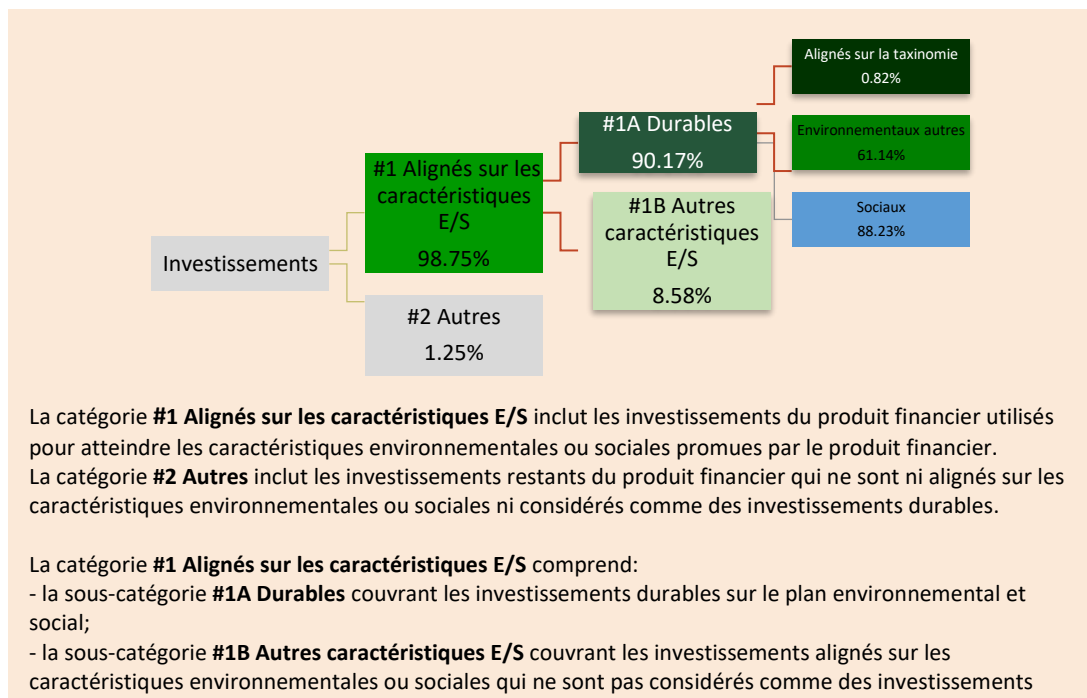 Alignés sur la taxinomie
0.82%
#1A Durables
90.17%
Environnementaux autres
61.14%
#1 Alignés sur les
caractéristiques
E/S
98.75%
#1B Autres
caractéristiques
E/S
8.58%
Sociaux
88.23%
Investissements
#2 Autres
1.25%
La catégorie #1 Alignés sur les caractéristiques E/S inclut les investissements du produit financier utilisés
pour atteindre les caractéristiques environnementales ou sociales promues par le produit financier.
La catégorie #2 Autres inclut les investissements restants du produit financier qui ne sont ni alignés sur les
caractéristiques environnementales ou sociales ni considérés comme des investissements durables.
La catégorie #1 Alignés sur les caractéristiques E/S comprend:
- la sous-catégorie #1A Durables couvrant les investissements durables sur le plan environnemental et
social;
- la sous-catégorie #1B Autres caractéristiques E/S couvrant les investissements alignés sur les
caractéristiques environnementales ou sociales qui ne sont pas considérés comme des investissements